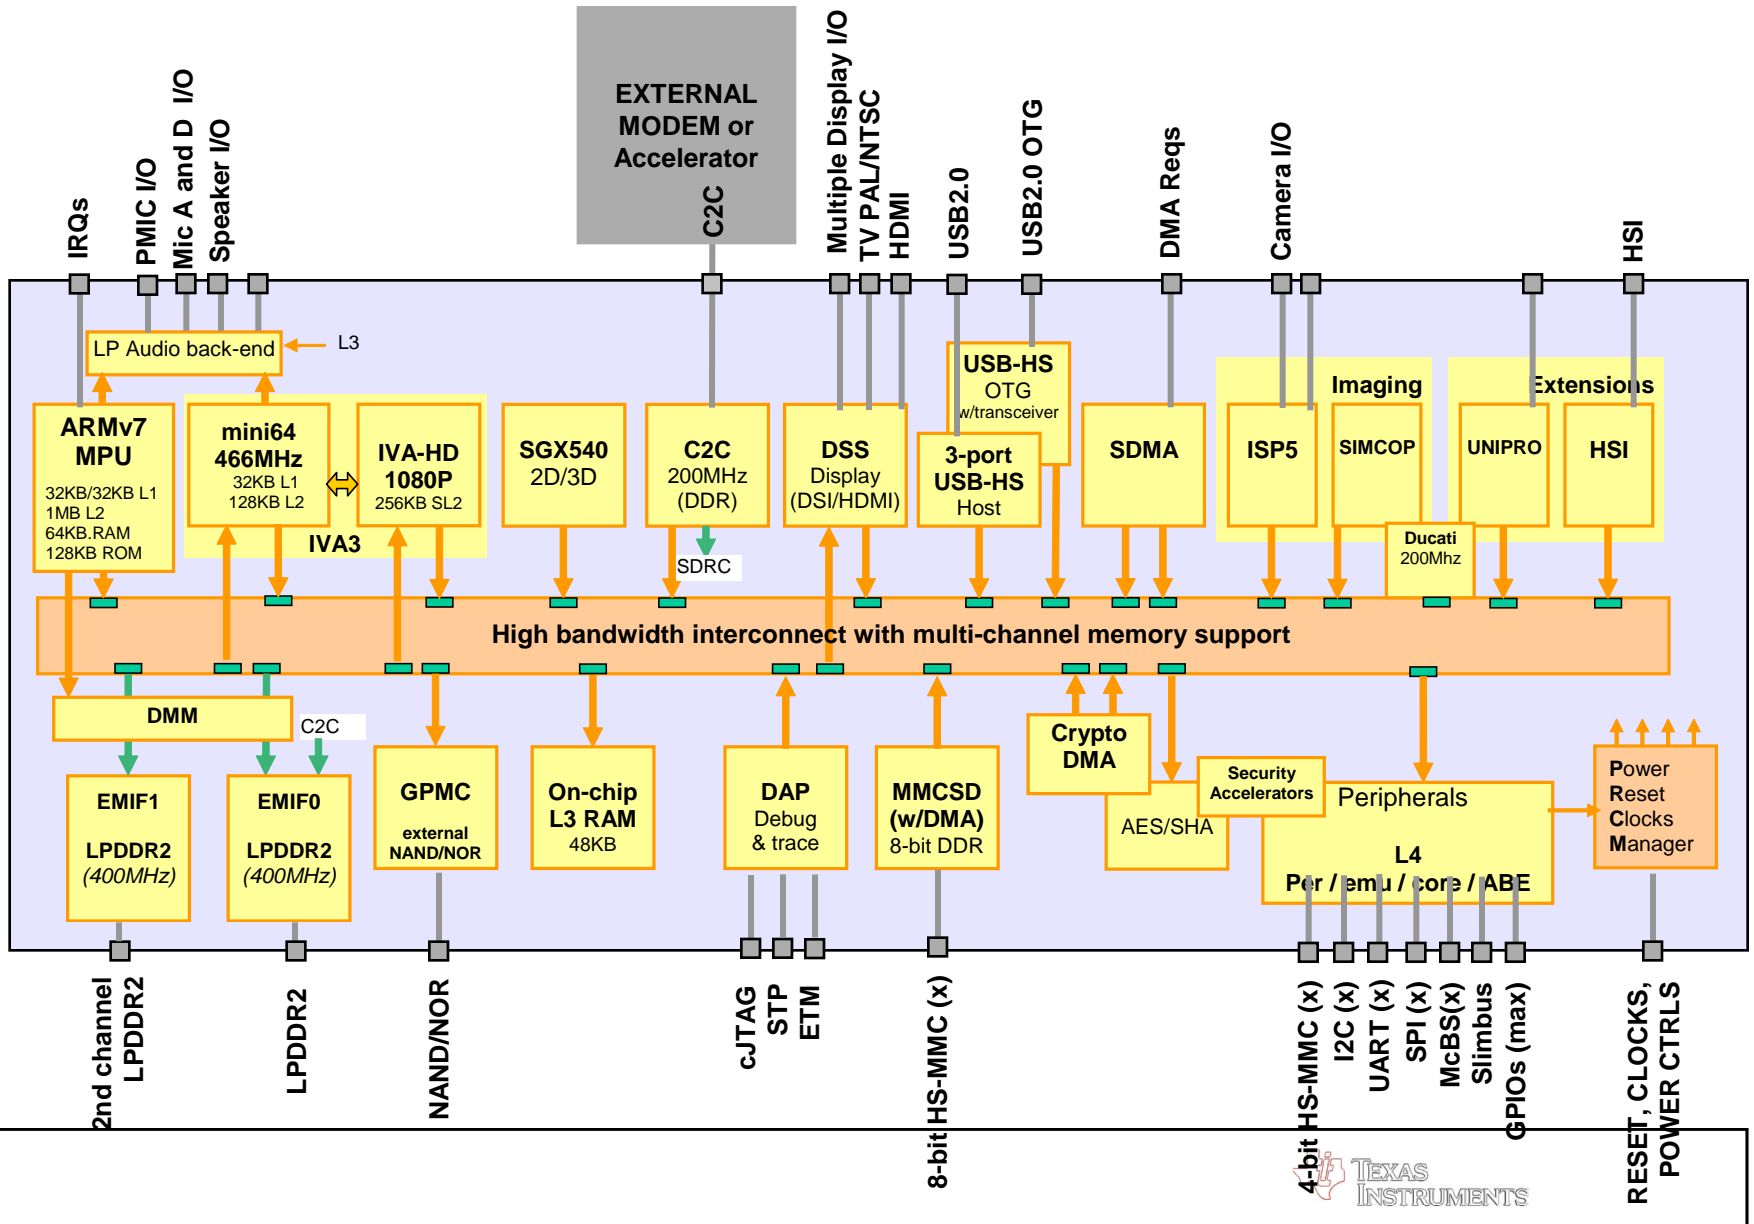 EXTERNAL
MODEM or
Accelerator
C2C
IRQs
PMIC I/O
Mic A and D I/O
Speaker I/O
Multiple Display I/O
TV PAL/NTSC
HDMI
USB2.0
USB2.0 OTG
DMA Reqs
Camera I/O
HSI
LP Audio back-end
L3
ARMv7
MPU
32KB/32KB L1
1MB L2
64KB.RAM
128KB ROM
mini64
466MHz
32KB L1
128KB L2
IVA-HD
1080P
256KB SL2
IVA3
SGX540
2D/3D
C2C
200MHz
(DDR)
SDRC
DSS
Display
(DSI/HDMI)
USB-HS
OTG
w/transceiver
3-port
USB-HS
Host
SDMA
Imaging
ISP5
SIMCOP
Ducati
200Mhz
Extensions
UNIPRO
HSI
High bandwidth interconnect with multi-channel memory support
DMM
C2C
EMIF1
LPDDR2
(400MHz)
EMIF0
LPDDR2
(400MHz)
GPMC
external
NAND/NOR
On-chip
L3 RAM
48KB
DAP
Debug
& trace
MMCSD
(w/DMA)
8-bit DDR
Crypto
DMA
AES/SHA
Security
Accelerators
Peripherals
L4
Per / emu / core / ABE
Power
Reset
Clocks
Manager
2nd channel
LPDDR2
LPDDR2
NAND/NOR
cJTAG
STP
ETM
8-bit HS-MMC (x)
4-bit HS-MMC (x)
I2C (x)
UART (x)
SPI (x)
McBS(x)
Slimbus
GPIOs (max)
RESET, CLOCKS,
POWER CTRLS
TEXAS
INSTRUMENTS